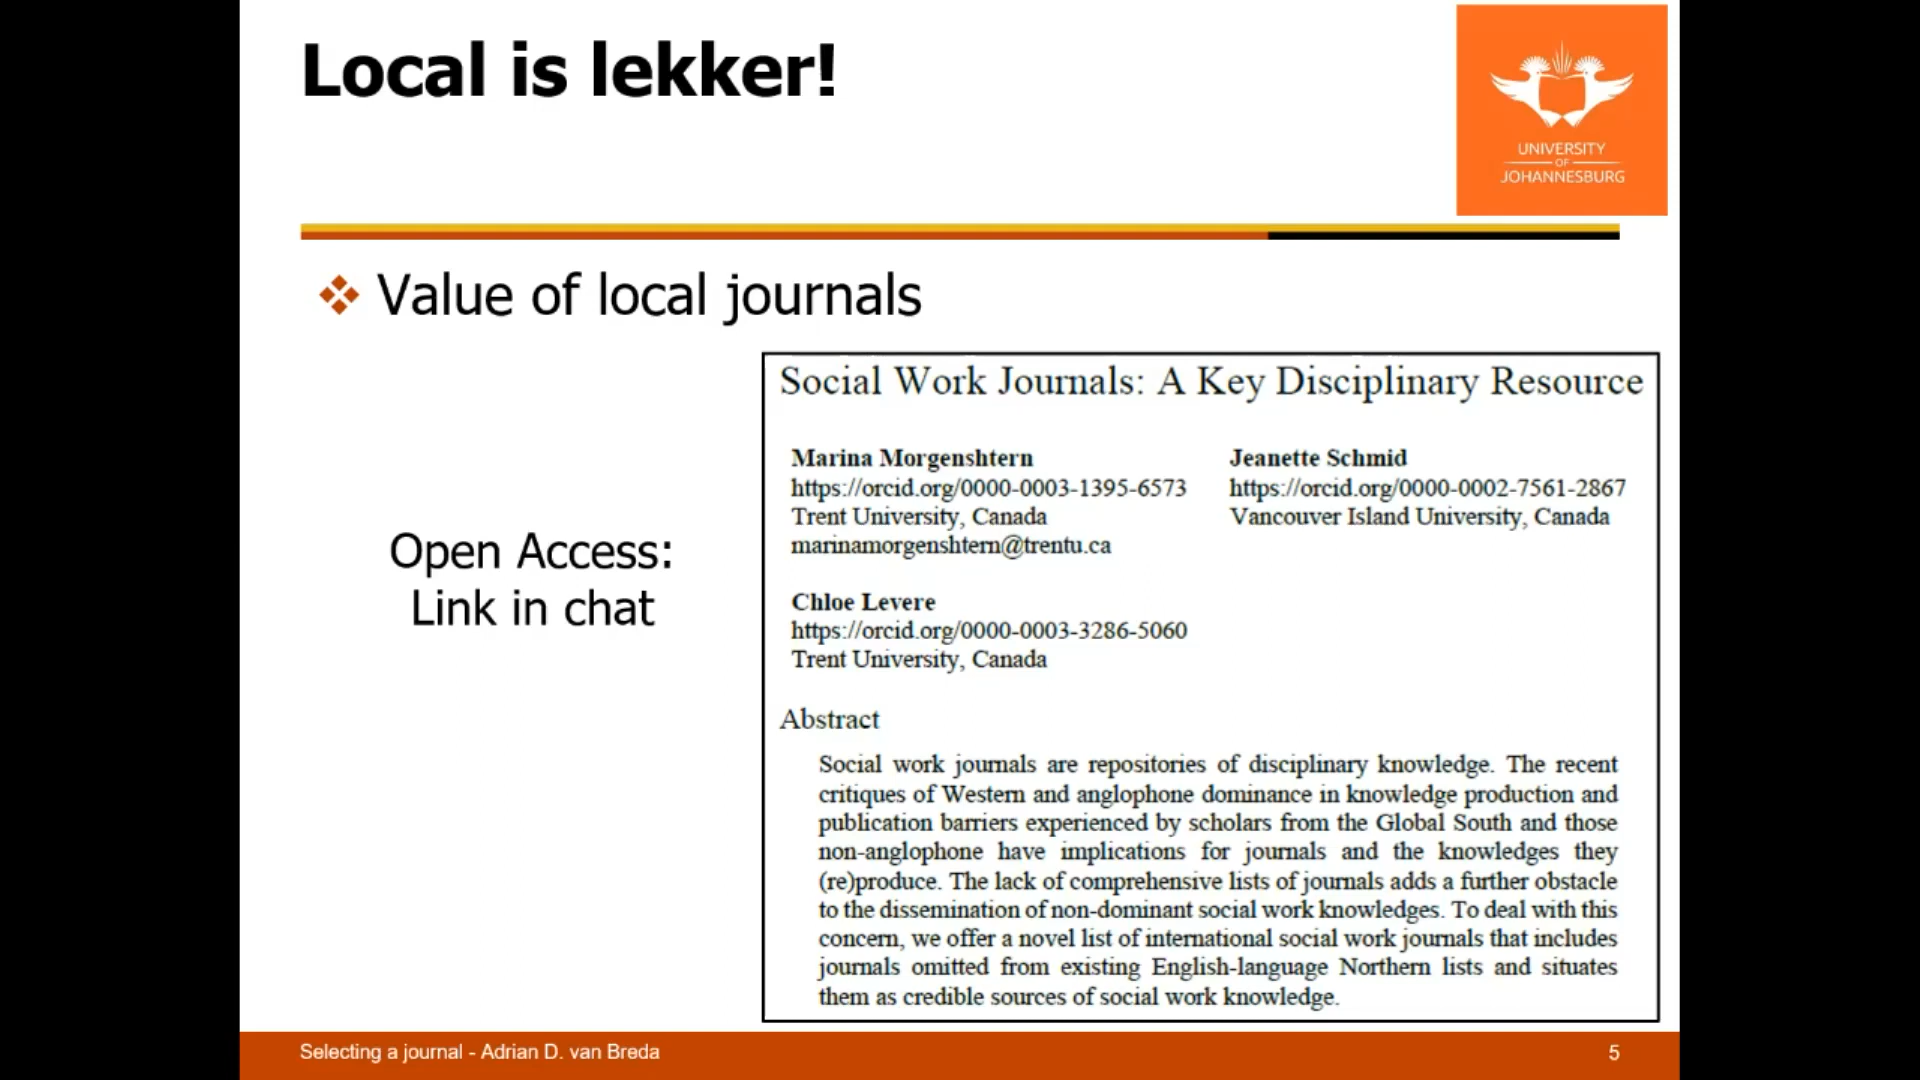 Local is lekker!
UNIVERSITY
OF
JOHANNESBURG
Value of local journals
Open Access:
Link in chat
Social Work Journals: A Key Disciplinary Resource
Marina Morgenshtern
https://orcid.org/0000-0003-1395-6573
Trent University, Canada
marinamorgenshtern@trentu.ca
Jeanette Schmid
https://orcid.org/0000-0002-7561-2867
Vancouver Island University, Canada
Chloe Levere
https://orcid.org/0000-0003-3286-5060
Trent University, Canada
Abstract
Social work journals are repositories of disciplinary knowledge. The recent
critiques of Western and anglophone dominance in knowledge production and
publication barriers experienced by scholars from the Global South and those
non-anglophone have implications for journals and the knowledges they
(re)produce. The lack of comprehensive lists of journals adds a further obstacle
to the dissemination of non-dominant social work knowledges. To deal with this
concern, we offer a novel list of international social work journals that includes
journals omitted from existing English-language Northern lists and situates
them as credible sources of social work knowledge.
Selecting a journal - Adrian D. van Breda
5